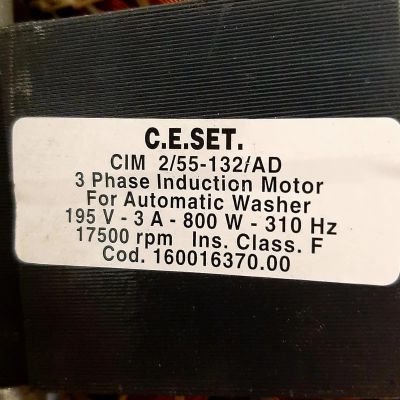 C.E.SET.
CIM 2/55-132/AD
3 Phase Induction Motor
For Automatic Washer
195 V - 3 A - 800 W - 310 Hz
17500 rpm Ins. Class. F
Cod. 160016370.00